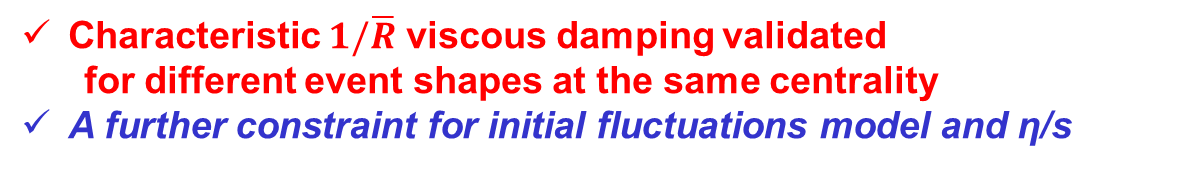 ✓ Characteristic 1/R̅ viscous damping validated
for different event shapes at the same centrality
✓ A further constraint for initial fluctuations model and η/s